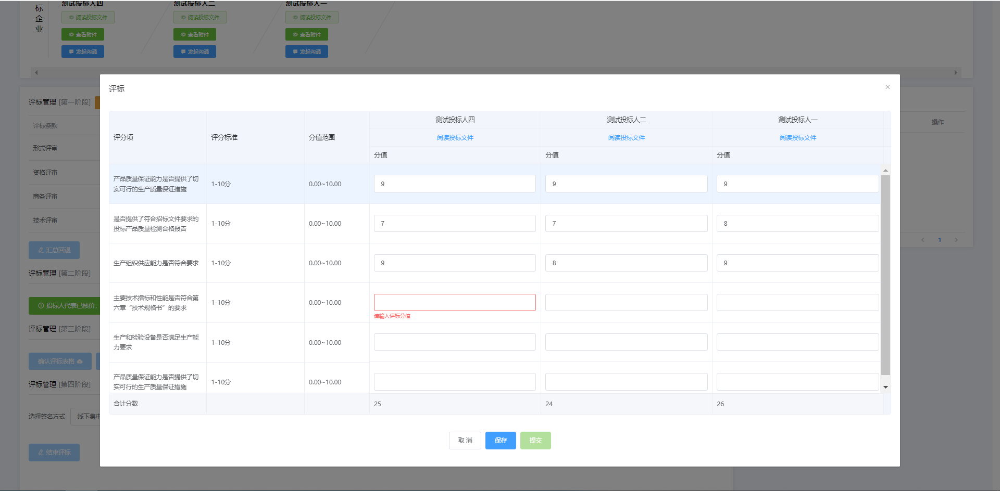 标
企
业
测试投标人四
测试投标人二
测试投标人一
阅读投标文件
阅读投标文件
阅读投标文件
查看附件
查看附件
查看附件
发起沟通
发起沟通
发起沟通
评标管理 [第一阶段]
评标条款
形式评审
资格评审
商务评审
技术评审
汇总回退
评标管理 [第二阶段]
招标人代表已核价,
评标管理 [第三阶段]
确认评标表格
评标管理 [第四阶段]
选择签名方式 线下集中
结束评标
操作
1
评标
评分项 评分标准 分值范围 测试投标人四 测试投标人二 测试投标人一
阅读投标文件 阅读投标文件 阅读投标文件
分值 分值 分值
产品质量保证能力是否提供了切
实可行的生产质量保证措施
1-10分 0.00~10.00 9 9 9
是否提供了符合招标文件要求的
投标产品质量检测合格报告
1-10分 0.00~10.00 7 7 8
生产组织供应能力是否符合要求 1-10分 0.00~10.00 9 8 9
主要技术指标和性能是否符合第
六章“技术规格书”的要求
1-10分 0.00~10.00
请输入评标分值
生产和检验设备是否满足生产能
力要求
1-10分 0.00~10.00
产品质量保证能力是否提供了切
实可行的生产质量保证措施
1-10分 0.00~10.00
合计分数 25 24 26
取 消 保存 提交